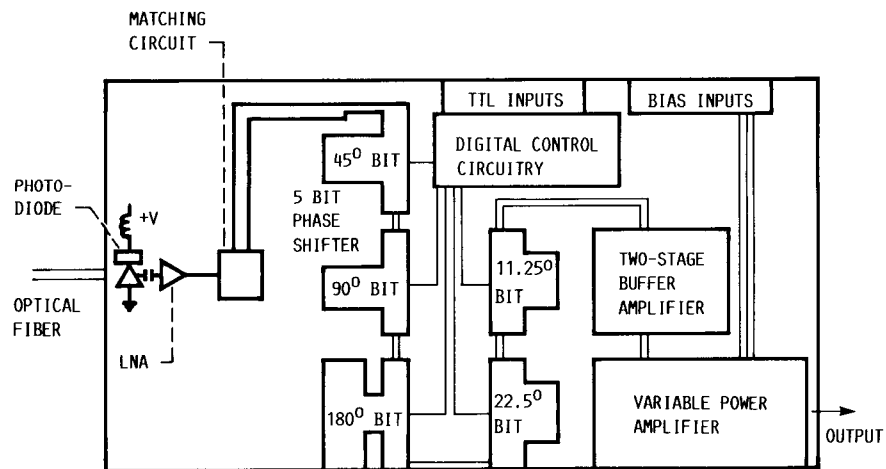 MATCHING
CIRCUIT
TTL INPUTS
BIAS INPUTS
DIGITAL CONTROL
CIRCUITRY
45° BIT
PHOTO-
DIODE
+V
5 BIT
PHASE
SHIFTER
OPTICAL
FIBER
LNA
90° BIT
11.25°
BIT
TWO-STAGE
BUFFER
AMPLIFIER
180° BIT
22.5°
BIT
VARIABLE POWER
AMPLIFIER
OUTPUT